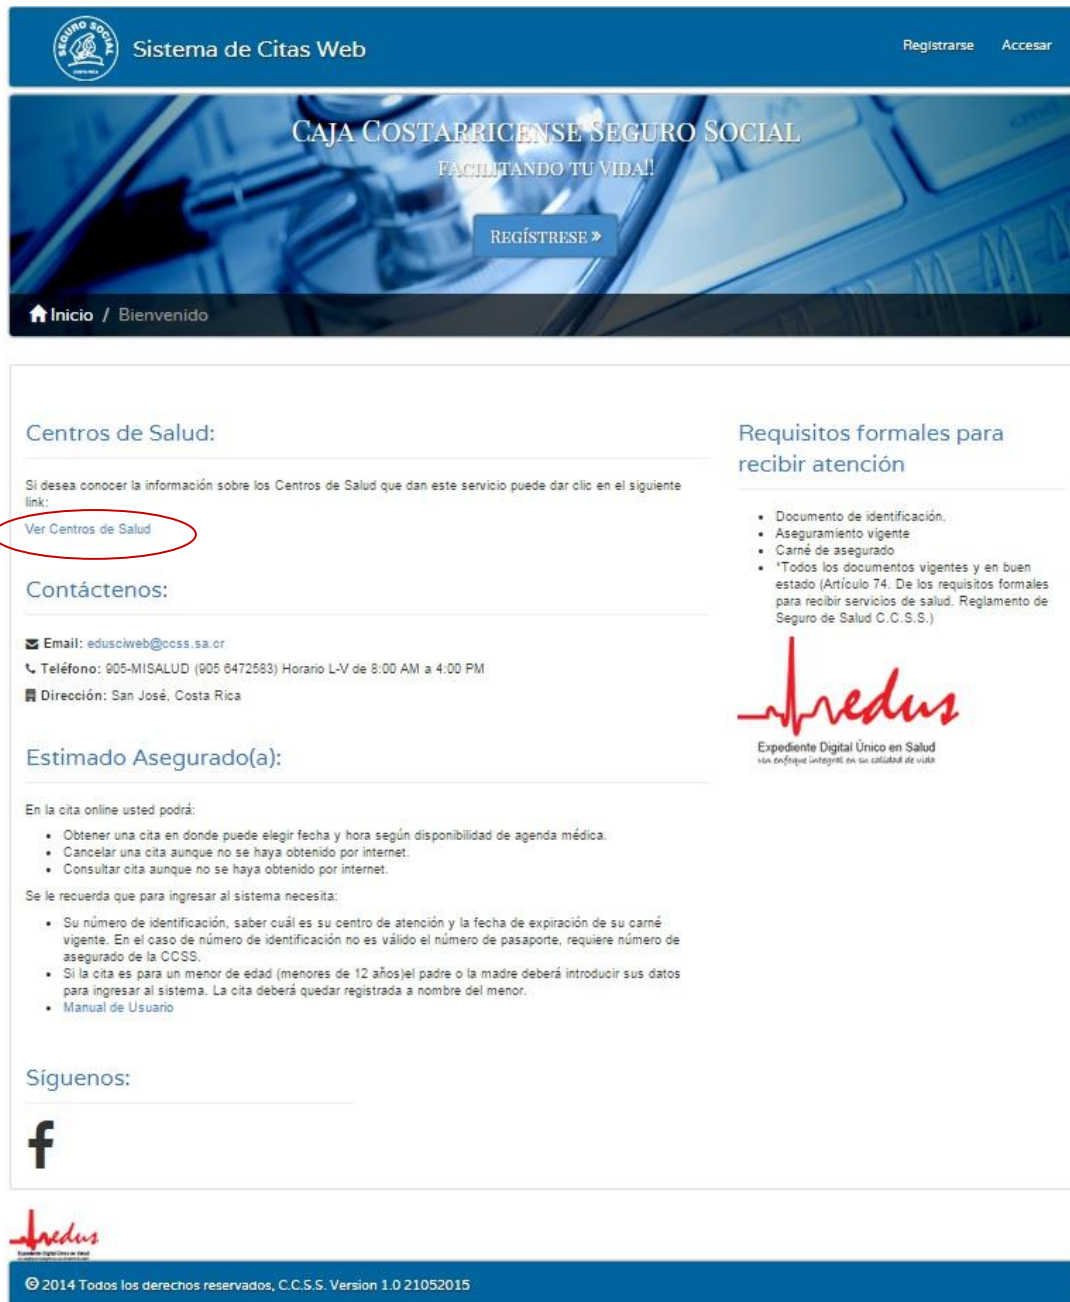 SEGURO SOCIAL
COSTA RICA
Sistema de Citas Web
Registrarse Accesar
CAJA COSTARRICENSE SEGURO SOCIAL
FACILITANDO TU VIDA!!
REGÍSTRESE »
cmd
Inicio / Bienvenido
Centros de Salud:
Si desea conocer la información sobre los Centros de Salud que dan este servicio puede dar clic en el siguiente
link:
Ver Centros de Salud
Contáctenos:
Email: edusciweb@ccss.sa.cr
Teléfono: 905-MISALUD (905 6472583) Horario L-V de 8:00 AM a 4:00 PM
Dirección: San José, Costa Rica
Estimado Asegurado(a):
En la cita online usted podrá:
• Obtener una cita en donde puede elegir fecha y hora según disponibilidad de agenda médica.
• Cancelar una cita aunque no se haya obtenido por internet.
• Consultar cita aunque no se haya obtenido por internet.
Se le recuerda que para ingresar al sistema necesita:
• Su número de identificación, saber cuál es su centro de atención y la fecha de expiración de su carné
vigente. En el caso de número de identificación no es válido el número de pasaporte, requiere número de
asegurado de la CCSS.
• Si la cita es para un menor de edad (menores de 12 años)el padre o la madre deberá introducir sus datos
para ingresar al sistema. La cita deberá quedar registrada a nombre del menor.
• Manual de Usuario
Síguenos:
f
Requisitos formales para
recibir atención
• Documento de identificación.
• Aseguramiento vigente
• Carné de asegurado
• *Todos los documentos vigentes y en buen
estado (Artículo 74. De los requisitos formales
para recibir servicios de salud. Reglamento de
Seguro de Salud C.C.S.S.)
edus
Expediente Digital Único en Salud
Un enfoque integral en su calidad de vida
edus
Expediente Digital Único en Salud
© 2014 Todos los derechos reservados, C.C.S.S. Version 1.0 21052015